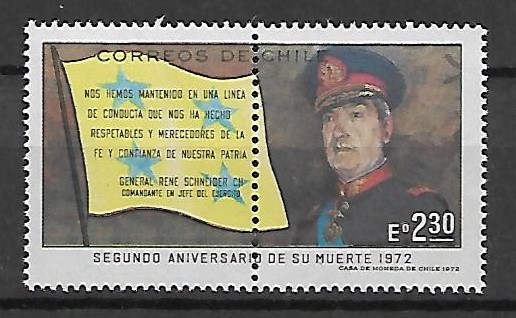 CORREOS DE CHILE
NOS HEMOS MANTENIDO EN UNA LINEA
DE CONDUCTA QUE NOS HA HECHO
RESPETABLES Y MERECEDORES DE LA
FE Y CONFIANZA DE NUESTRA PATRIA
GENERAL RENE SCHNEIDER CH
COMANDANTE EN JEFE DEL EJERCITO
Eº2.30
SEGUNDO ANIVERSARIO DE SU MUERTE 1972
CASA DE MONEDA DE CHILE 1972